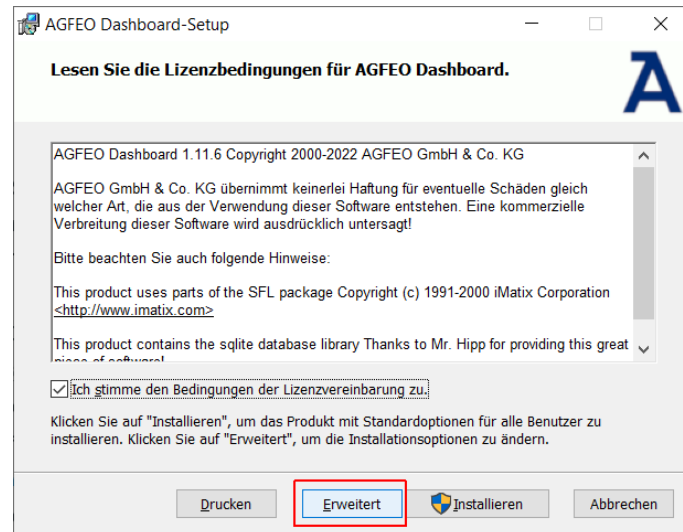 AGFEO Dashboard-Setup
Lesen Sie die Lizenzbedingungen für AGFEO Dashboard.
A
AGFEO Dashboard 1.11.6 Copyright 2000-2022 AGFEO GmbH & Co. KG
AGFEO GmbH & Co. KG übernimmt keinerlei Haftung für eventuelle Schäden gleich
welcher Art, die aus der Verwendung dieser Software entstehen. Eine kommerzielle
Verbreitung dieser Software wird ausdrücklich untersagt!
Bitte beachten Sie auch folgende Hinweise:
This product uses parts of the SFL package Copyright (c) 1991-2000 iMatix Corporation
<http://www.imatix.com>
This product contains the sqlite database library Thanks to Mr. Hipp for providing this great
piece of software!
Ich stimme den Bedingungen der Lizenzvereinbarung zu.
Klicken Sie auf "Installieren", um das Produkt mit Standardoptionen für alle Benutzer zu
installieren. Klicken Sie auf "Erweitert", um die Installationsoptionen zu ändern.
Drucken
Erweitert
Installieren
Abbrechen